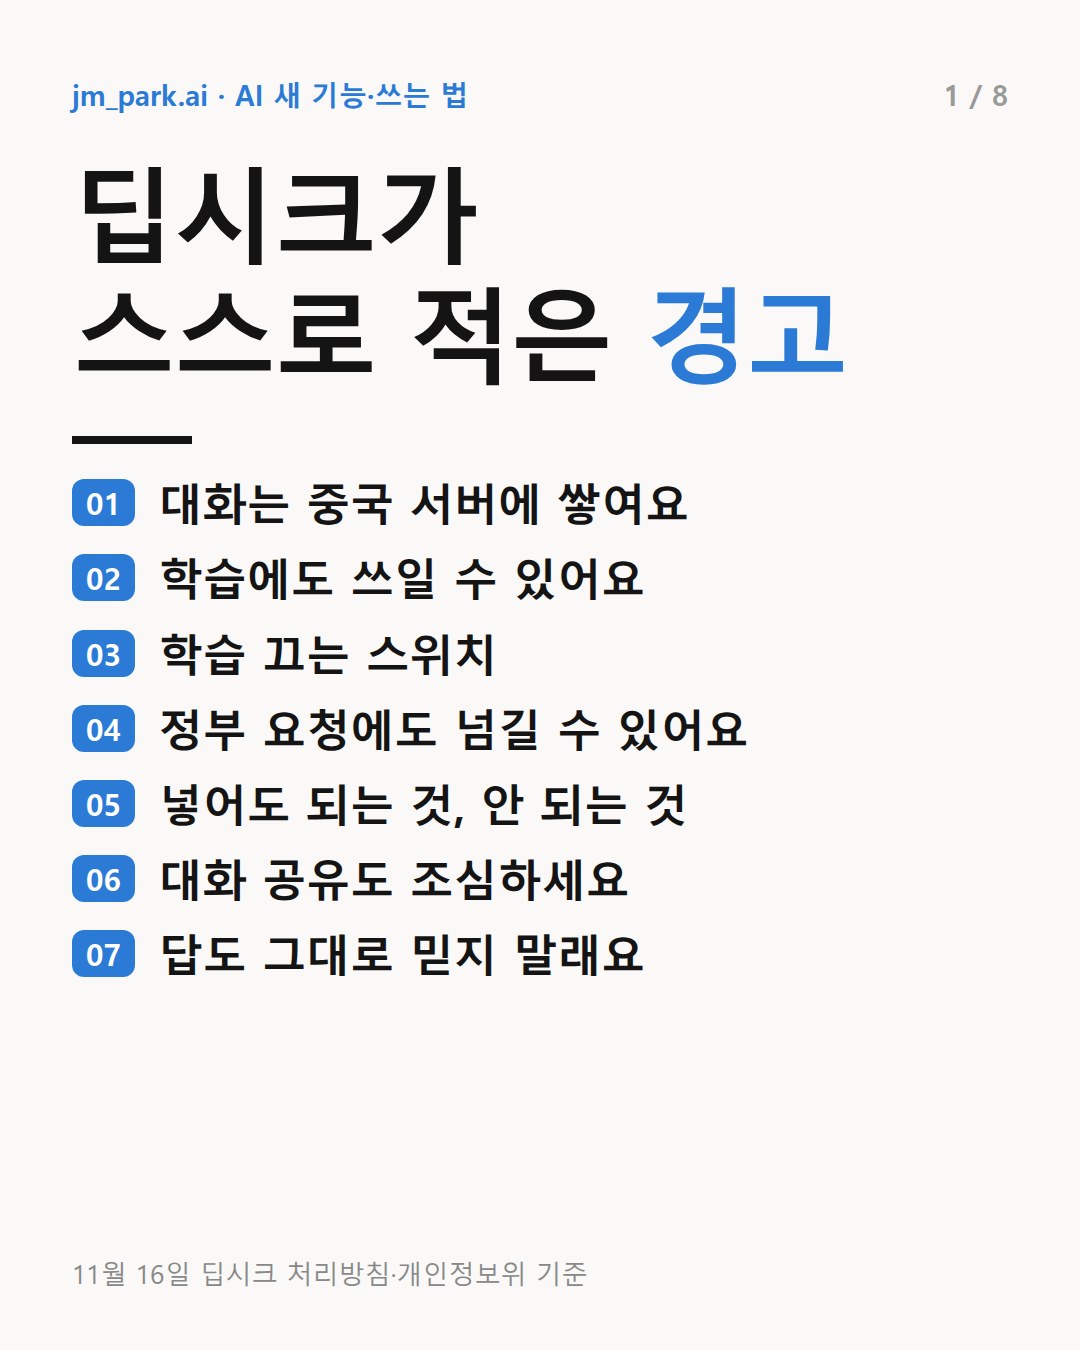 jm_park.ai · AI 새 기능·쓰는 법
1 / 8
딥시크가
스스로 적은 경고
01 대화는 중국 서버에 쌓여요
02 학습에도 쓰일 수 있어요
03 학습 끄는 스위치
04 정부 요청에도 넘길 수 있어요
05 넣어도 되는 것, 안 되는 것
06 대화 공유도 조심하세요
07 답도 그대로 믿지 말래요
11월 16일 딥시크 처리방침·개인정보위 기준